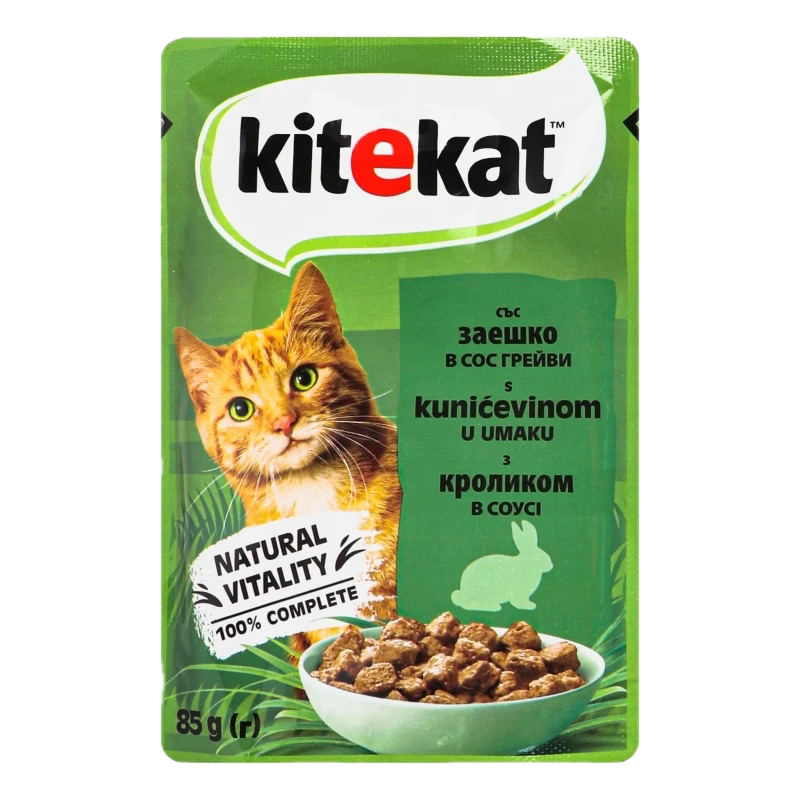 kitekat™
със
заешко
в сос грейви
s
kunićevinom
u umaku
з
кроликом
в соусі
NATURAL
VITALITY
100% COMPLETE
85 g (г)